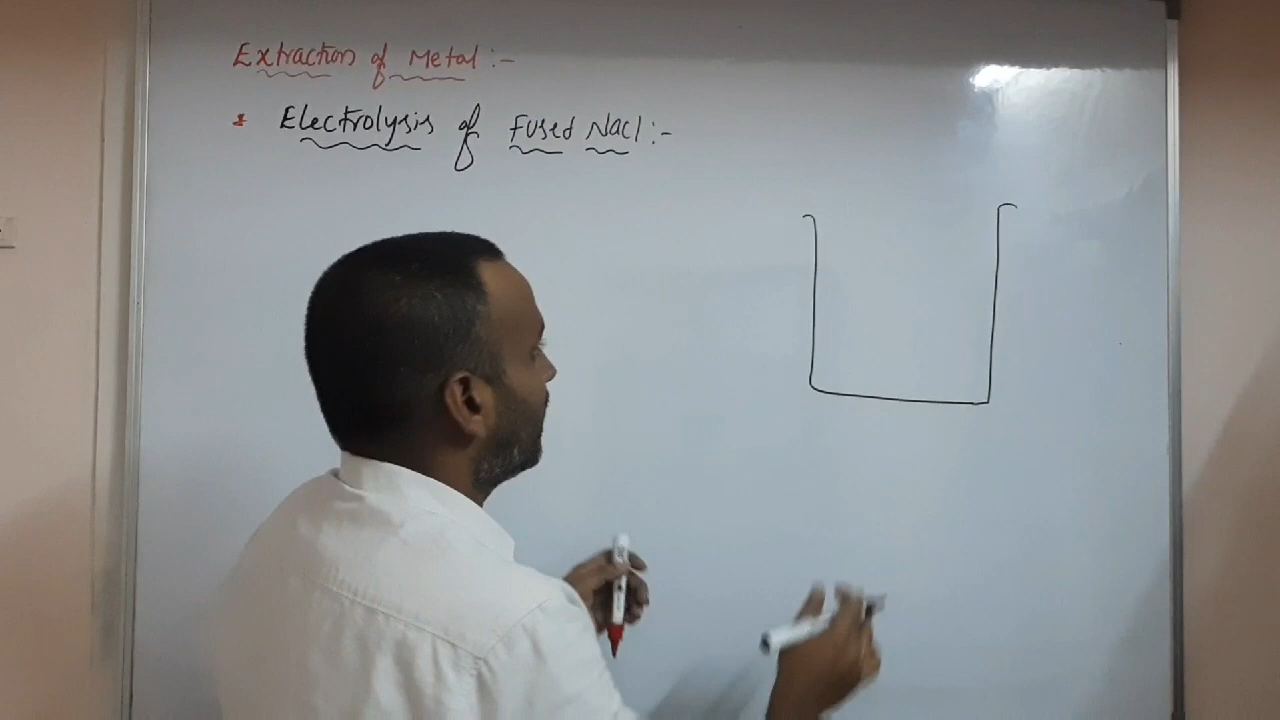 Extraction of Metal :-
* Electrolysis of Fused Nacl :-